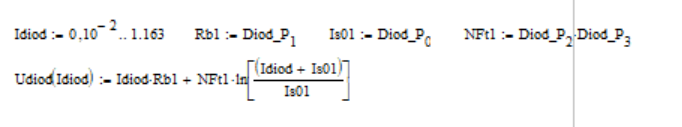 Idiod := 0,10⁻² .. 1.163 Rb1 := Diod_P₁ Is01 := Diod_P₀ NFt1 := Diod_P₂·Diod_P₃
Udiod(Idiod) := Idiod·Rb1 + NFt1·ln[(Idiod + Is01)/Is01]